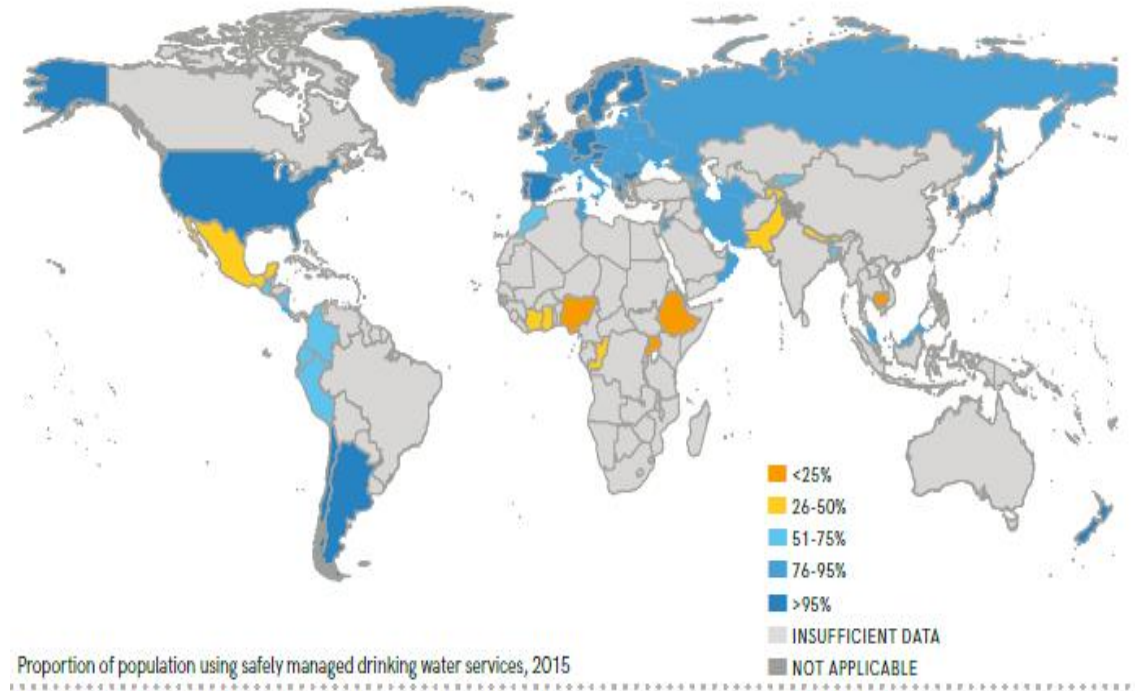 <25%
26-50%
51-75%
76-95%
>95%
INSUFFICIENT DATA
NOT APPLICABLE
Proportion of population using safely managed drinking water services, 2015